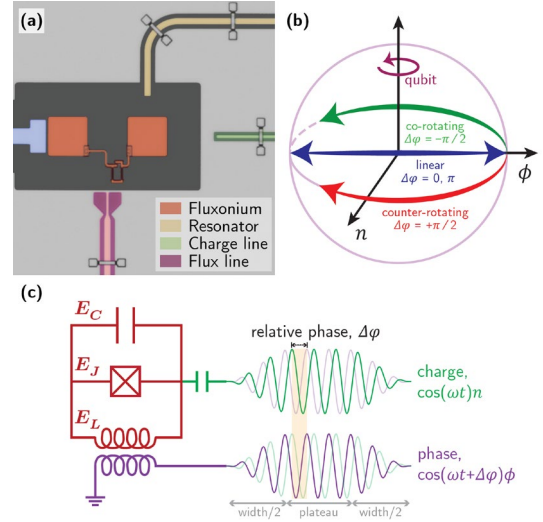 (a)
Fluxonium
Resonator
Charge line
Flux line
(b)
qubit
co-rotating
Δφ = −π/2
linear
Δφ = 0, π
ϕ
counter-rotating
Δφ = +π/2
n
(c)
E_C
E_J
E_L
relative phase, Δφ
charge,
cos(ωt)n
phase,
cos(ωt+Δφ)ϕ
width/2 plateau width/2